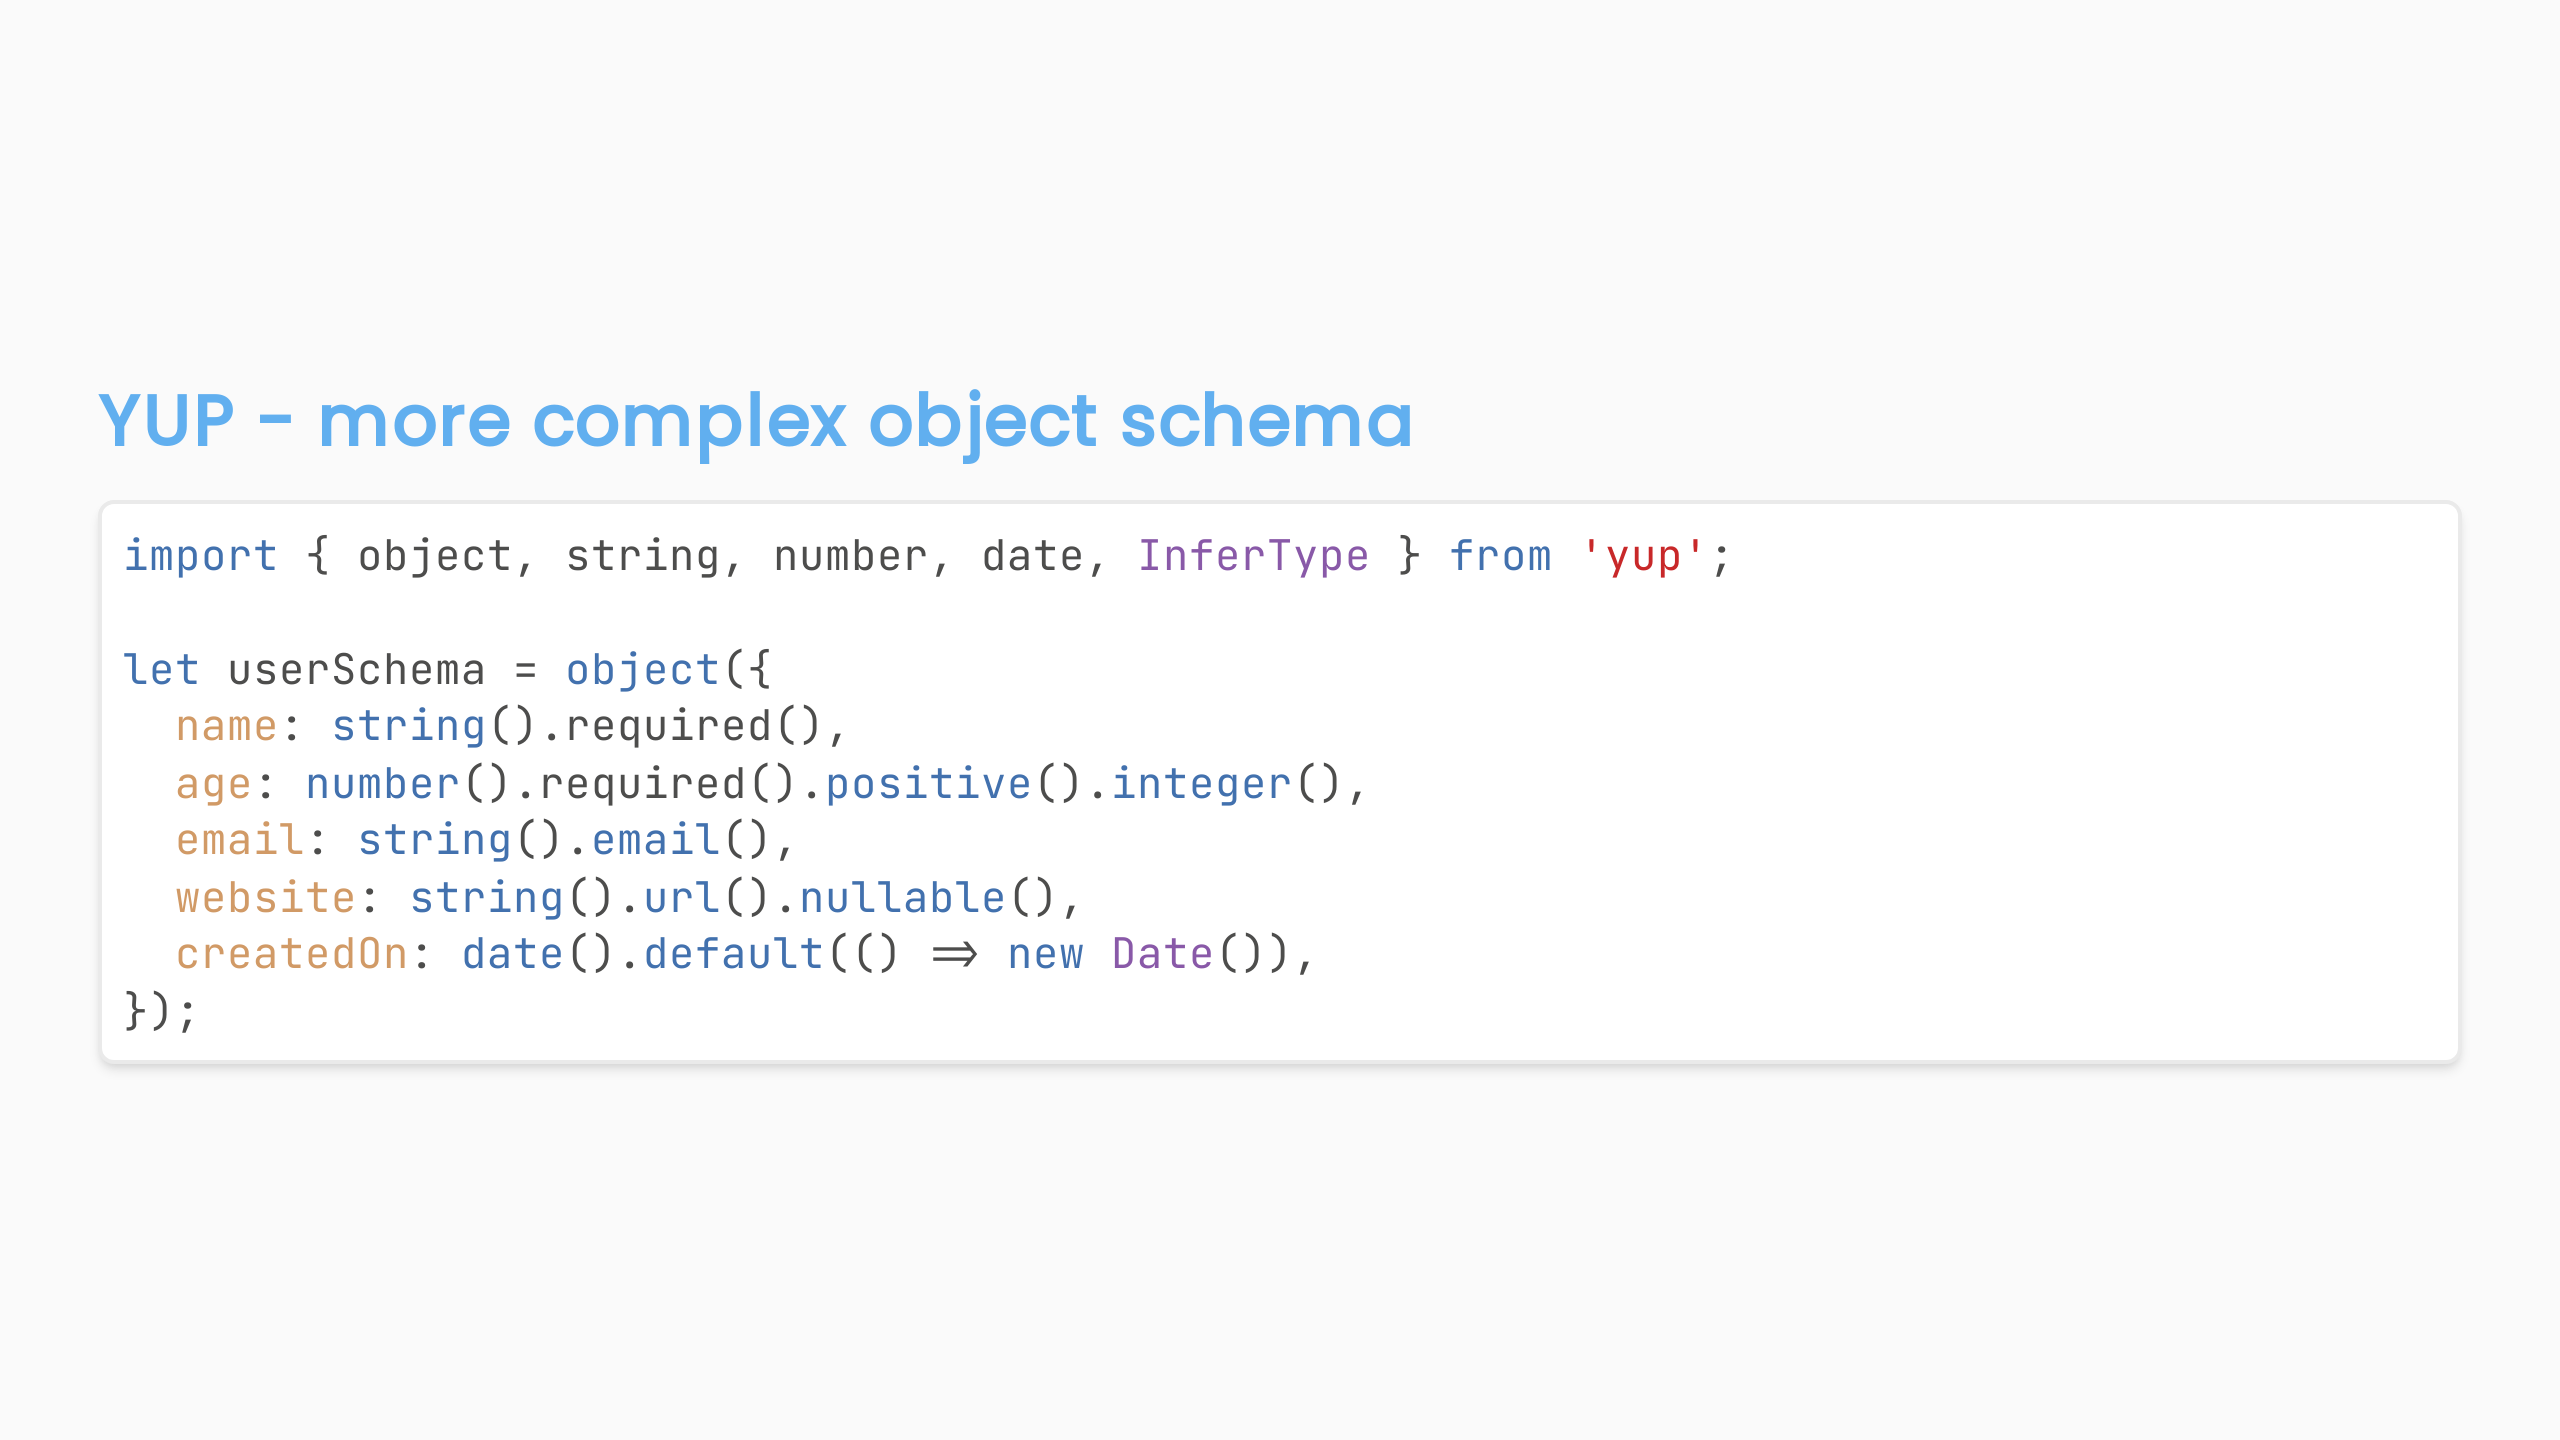 YUP - more complex object schema
import { object, string, number, date, InferType } from 'yup';
let userSchema = object({
  name: string().required(),
  age: number().required().positive().integer(),
  email: string().email(),
  website: string().url().nullable(),
  createdOn: date().default(() => new Date()),
});